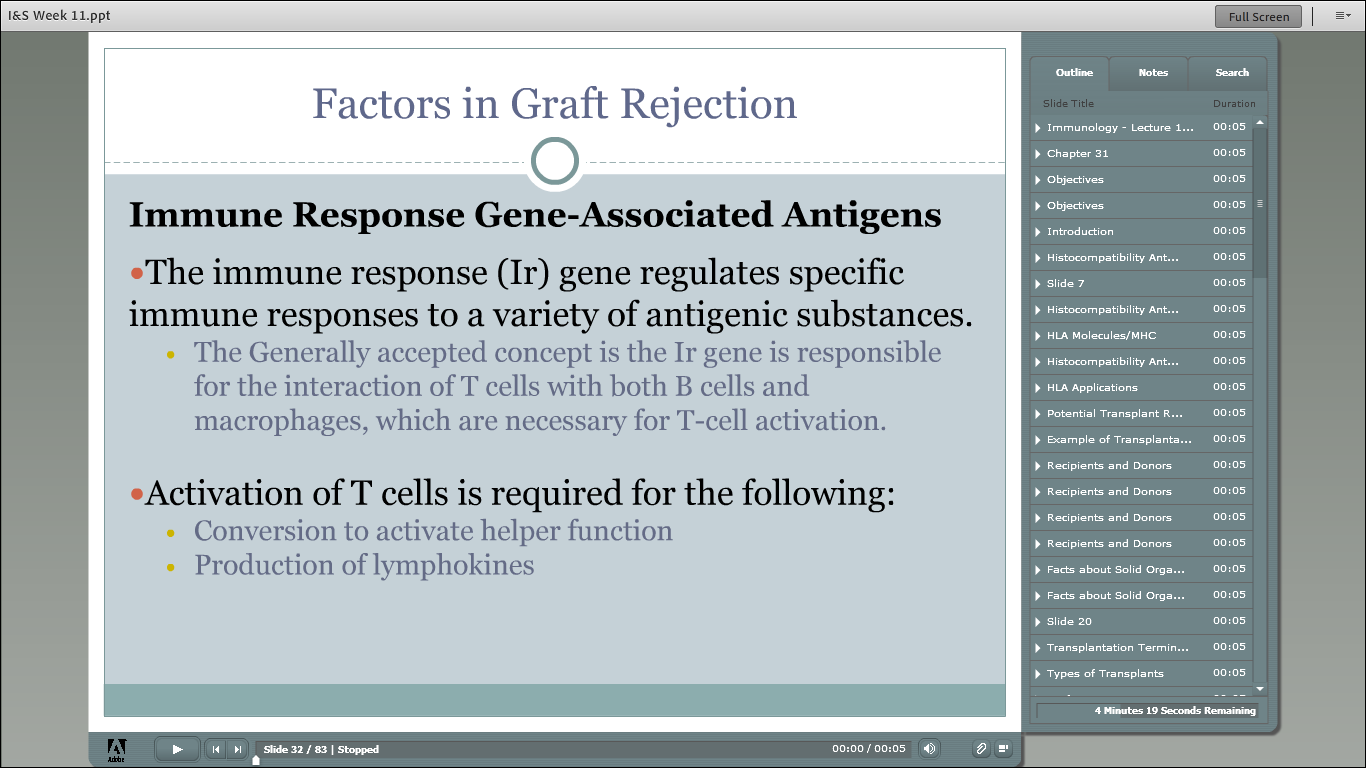 I&S Week 11.ppt
Full Screen
Factors in Graft Rejection
Immune Response Gene-Associated Antigens
•The immune response (Ir) gene regulates specific
immune responses to a variety of antigenic substances.
• The Generally accepted concept is the Ir gene is responsible
for the interaction of T cells with both B cells and
macrophages, which are necessary for T-cell activation.
•Activation of T cells is required for the following:
• Conversion to activate helper function
• Production of lymphokines
Outline Notes Search
Slide Title Duration
Immunology - Lecture 1... 00:05
Chapter 31 00:05
Objectives 00:05
Objectives 00:05
Introduction 00:05
Histocompatibility Ant... 00:05
Slide 7 00:05
Histocompatibility Ant... 00:05
HLA Molecules/MHC 00:05
Histocompatibility Ant... 00:05
HLA Applications 00:05
Potential Transplant R... 00:05
Example of Transplanta... 00:05
Recipients and Donors 00:05
Recipients and Donors 00:05
Recipients and Donors 00:05
Recipients and Donors 00:05
Facts about Solid Orga... 00:05
Facts about Solid Orga... 00:05
Slide 20 00:05
Transplantation Termin... 00:05
Types of Transplants 00:05
4 Minutes 19 Seconds Remaining
Adobe
Slide 32 / 83 | Stopped
00:00 / 00:05